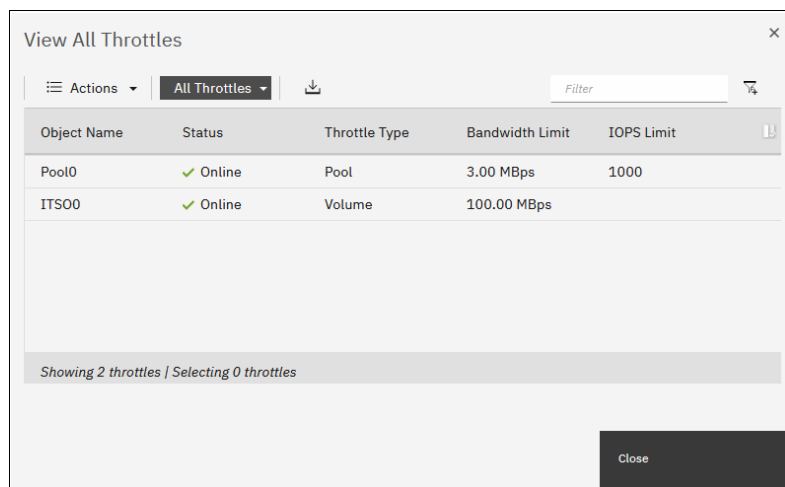 View All Throttles
Actions All Throttles Filter
Object Name Status Throttle Type Bandwidth Limit IOPS Limit
Pool0 Online Pool 3.00 MBps 1000
ITSO0 Online Volume 100.00 MBps
Showing 2 throttles | Selecting 0 throttles
Close